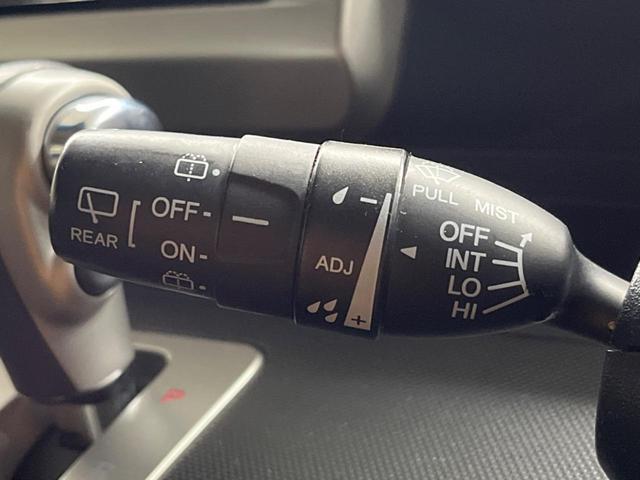 REAR
OFF
ON
ADJ
−
+
PULL MIST
OFF
INT
LO
HI
P